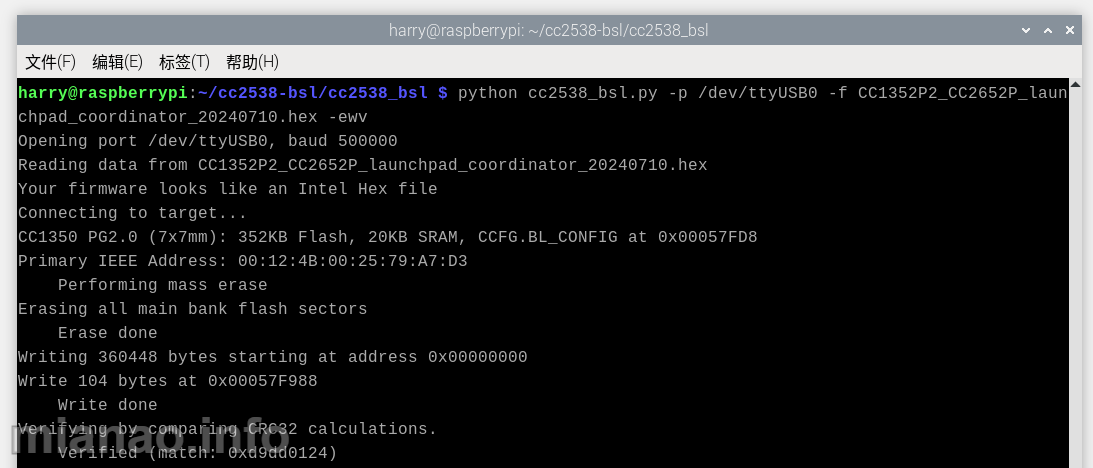 harry@raspberrypi: ~/cc2538-bsl/cc2538_bsl
文件(F) 编辑(E) 标签(T) 帮助(H)
harry@raspberrypi:~/cc2538-bsl/cc2538_bsl $ python cc2538_bsl.py -p /dev/ttyUSB0 -f CC1352P2_CC2652P_laun
chpad_coordinator_20240710.hex -ewv
Opening port /dev/ttyUSB0, baud 500000
Reading data from CC1352P2_CC2652P_launchpad_coordinator_20240710.hex
Your firmware looks like an Intel Hex file
Connecting to target...
CC1350 PG2.0 (7x7mm): 352KB Flash, 20KB SRAM, CCFG.BL_CONFIG at 0x00057FD8
Primary IEEE Address: 00:12:4B:00:25:79:A7:D3
    Performing mass erase
Erasing all main bank flash sectors
    Erase done
Writing 360448 bytes starting at address 0x00000000
Write 104 bytes at 0x00057F988
    Write done
Verifying by comparing CRC32 calculations.
    Verified (match: 0xd9dd0124)
mianao.info